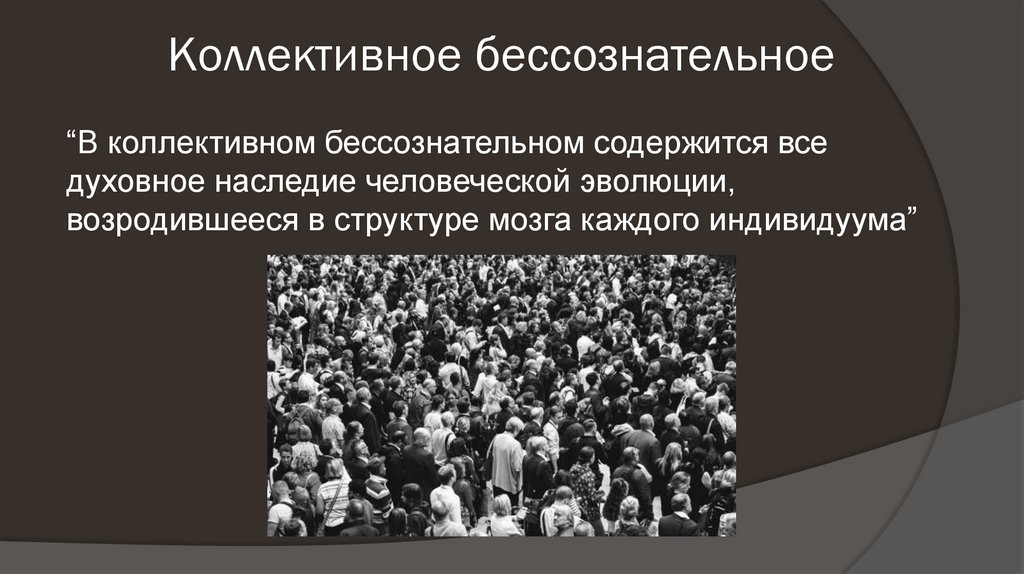 Коллективное бессознательное
“В коллективном бессознательном содержится все
духовное наследие человеческой эволюции,
возродившееся в структуре мозга каждого индивидуума”